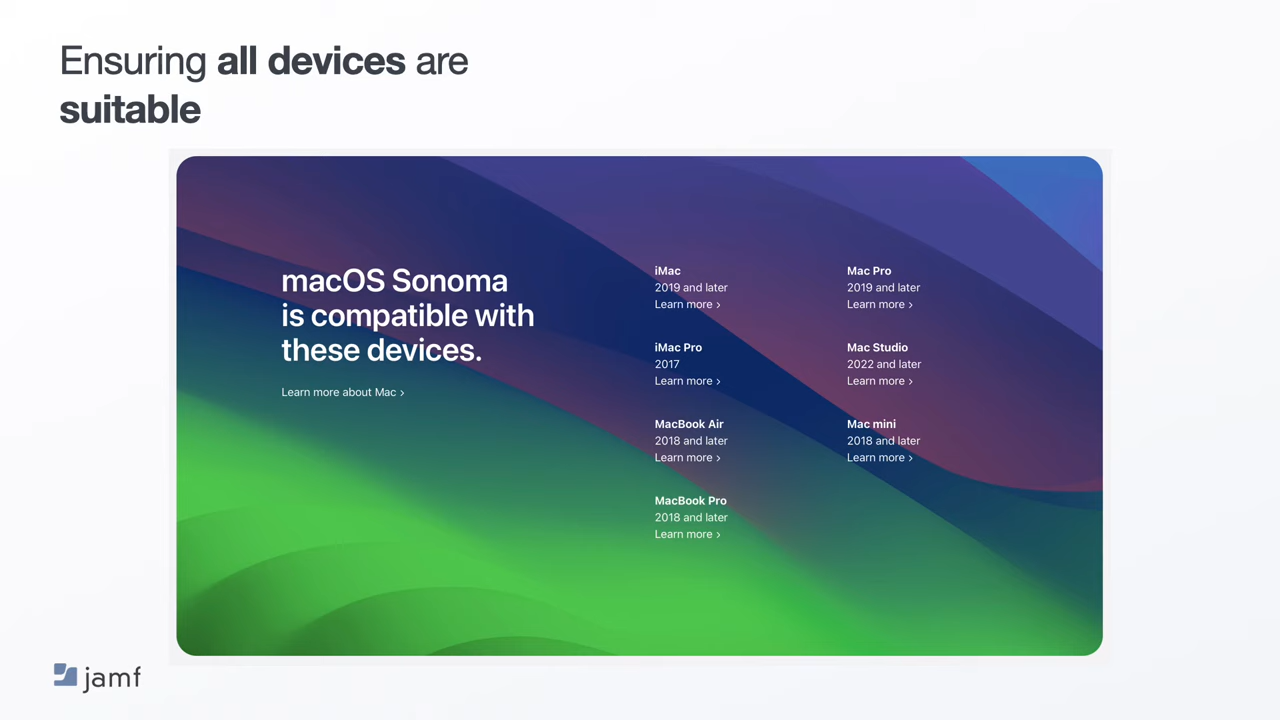 Ensuring all devices are
suitable
macOS Sonoma
is compatible with
these devices.
Learn more about Mac ›
iMac
2019 and later
Learn more ›
iMac Pro
2017
Learn more ›
MacBook Air
2018 and later
Learn more ›
MacBook Pro
2018 and later
Learn more ›
Mac Pro
2019 and later
Learn more ›
Mac Studio
2022 and later
Learn more ›
Mac mini
2018 and later
Learn more ›
jamf